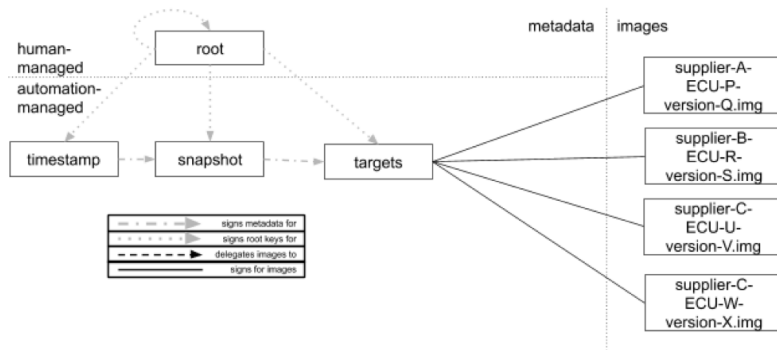 metadata
images
root
human-
managed
automation-
managed
supplier-A-
ECU-P-
version-Q.img
timestamp
snapshot
targets
supplier-B-
ECU-R-
version-S.img
supplier-C-
ECU-U-
version-V.img
supplier-C-
ECU-W-
version-X.img
signs metadata for
signs root keys for
delegates images to
signs for images